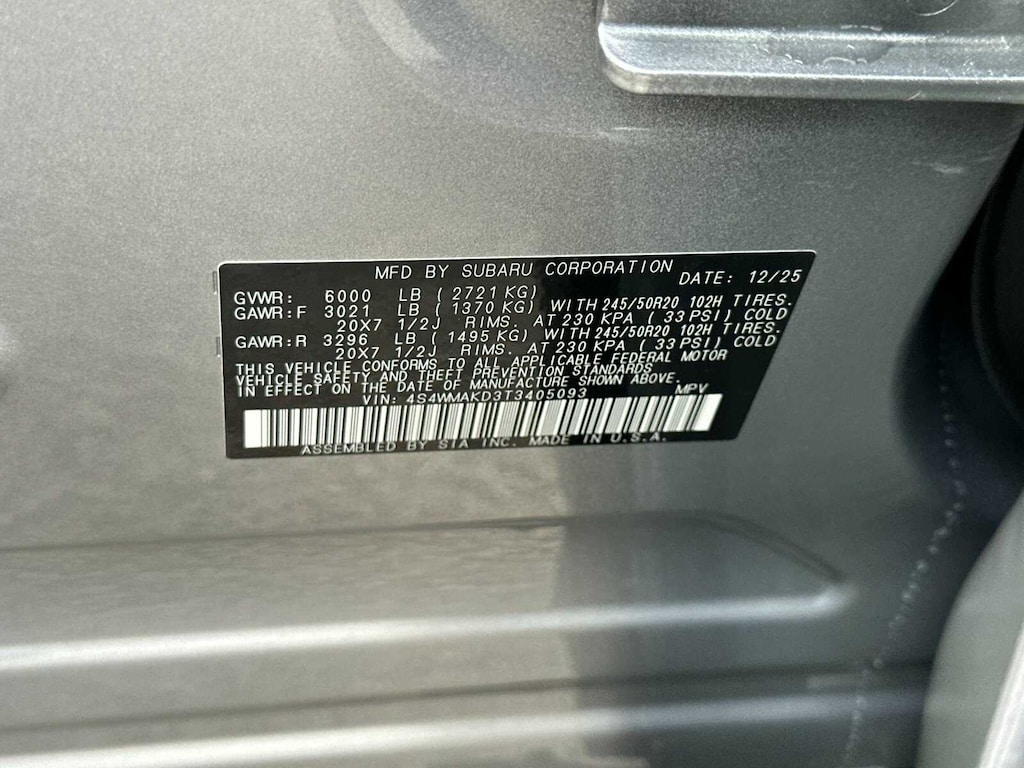 MFD BY SUBARU CORPORATION DATE: 12/25
GVWR: 6000 LB ( 2721 KG)
GAWR:F 3021 LB ( 1370 KG) WITH 245/50R20 102H TIRES.
20X7 1/2J RIMS. AT 230 KPA ( 33 PSI) COLD
GAWR:R 3296 LB ( 1495 KG) WITH 245/50R20 102H TIRES.
20X7 1/2J RIMS. AT 230 KPA ( 33 PSI) COLD
THIS VEHICLE CONFORMS TO ALL APPLICABLE FEDERAL MOTOR
VEHICLE SAFETY AND THEFT PREVENTION STANDARDS
IN EFFECT ON THE DATE OF MANUFACTURE SHOWN ABOVE.
VIN: 4S4WMAKD3T3405093 MPV
ASSEMBLED BY SIA INC. MADE IN U.S.A.